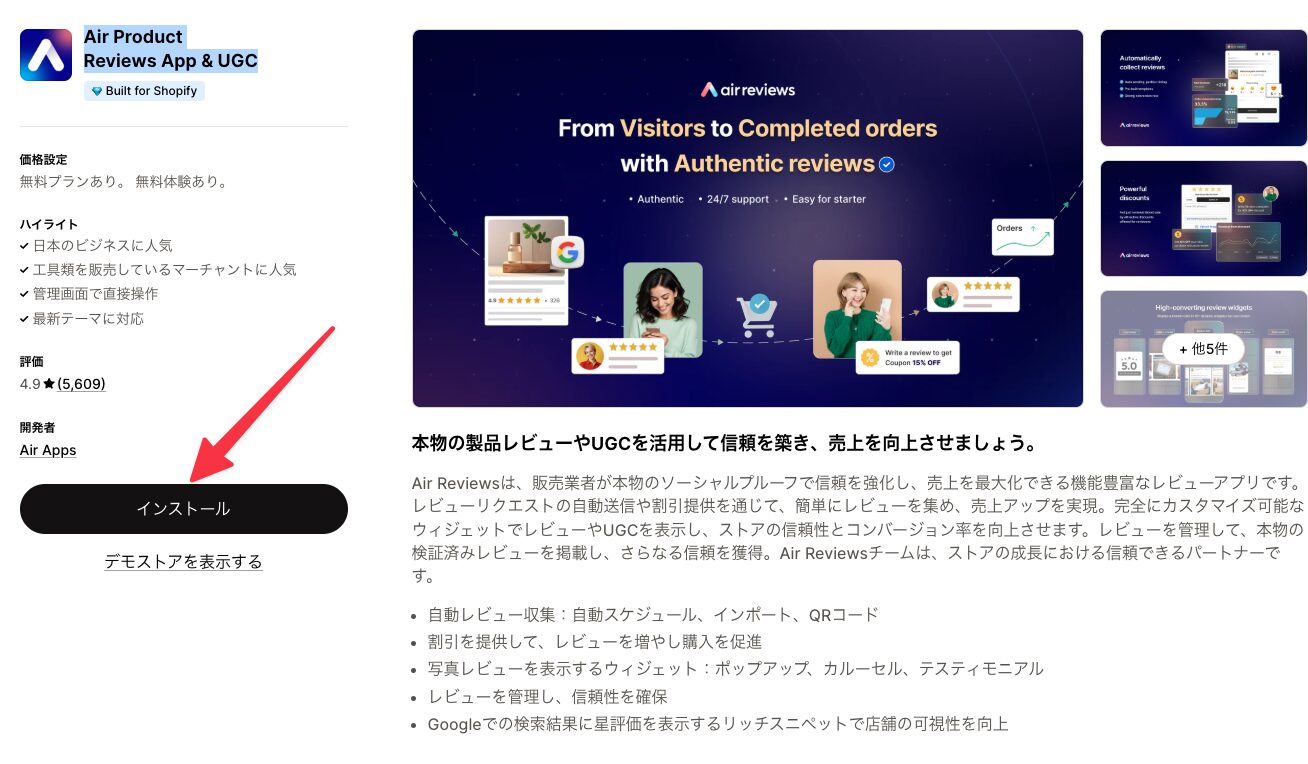 Air Product
Reviews App & UGC
Built for Shopify
価格設定
無料プランあり。 無料体験あり。
ハイライト
日本のビジネスに人気
工具類を販売しているマーチャントに人気
管理画面で直接操作
最新テーマに対応
評価
4.9★(5,609)
開発者
Air Apps
インストール
デモストアを表示する
air reviews
From Visitors to Completed orders
with Authentic reviews
• Authentic • 24/7 support • Easy for starter
Orders
4.9 ★★★★★ • 326
Write a review to get
Coupon 15% OFF
Automatically
collect reviews
air reviews
Powerful
discounts
air reviews
High-converting review widgets
5.0
+ 他5件
本物の製品レビューやUGCを活用して信頼を築き、売上を向上させましょう。
Air Reviewsは、販売業者が本物のソーシャルプルーフで信頼を強化し、売上を最大化できる機能豊富なレビューアプリです。
レビューリクエストの自動送信や割引提供を通じて、簡単にレビューを集め、売上アップを実現。完全にカスタマイズ可能な
ウィジェットでレビューやUGCを表示し、ストアの信頼性とコンバージョン率を向上させます。レビューを管理して、本物の
検証済みレビューを掲載し、さらなる信頼を獲得。Air Reviewsチームは、ストアの成長における信頼できるパートナーで
す。
• 自動レビュー収集：自動スケジュール、インポート、QRコード
• 割引を提供して、レビューを増やし購入を促進
• 写真レビューを表示するウィジェット：ポップアップ、カルーセル、テスティモニアル
• レビューを管理し、信頼性を確保
• Googleでの検索結果に星評価を表示するリッチスニペットで店舗の可視性を向上